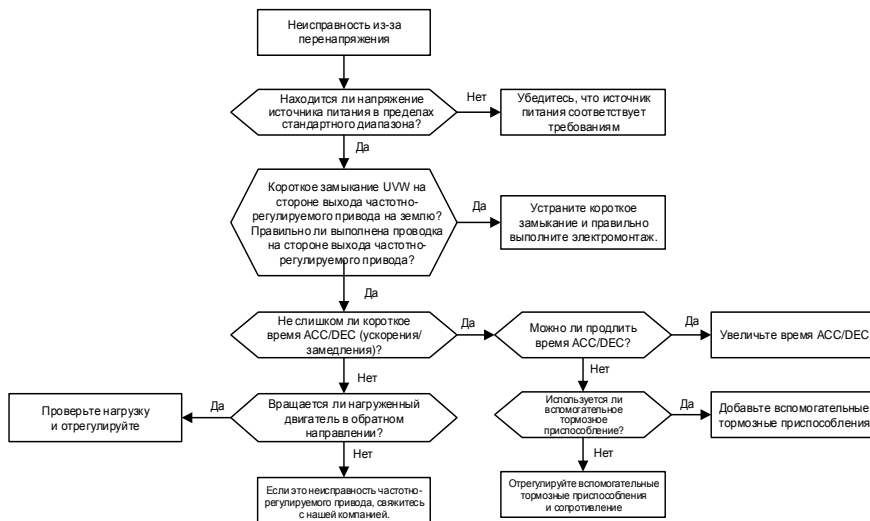 Неисправность из-за
перенапряжения
Находится ли напряжение
источника питания в пределах
стандартного диапазона?
Нет
Убедитесь, что источник
питания соответствует
требованиям
Да
Короткое замыкание UVW на
стороне выхода частотно-
регулируемого привода на землю?
Правильно ли выполнена проводка
на стороне выхода частотно-
регулируемого привода?
Да
Устраните короткое
замыкание и правильно
выполните электромонтаж.
Да
Не слишком ли короткое
время ACC/DEC (ускорения/
замедления)?
Да
Можно ли продлить
время ACC/DEC?
Да
Увеличьте время ACC/DEC
Нет
Нет
Проверьте нагрузку
и отрегулируйте
Да
Вращается ли нагруженный
двигатель в обратном
направлении?
Используется ли
вспомогательное
тормозное
приспособление?
Да
Добавьте вспомогательные
тормозные приспособления
Нет
Нет
Если это неисправность частотно-
регулируемого привода, свяжитесь
с нашей компанией.
Отрегулируйте вспомогательные
тормозные приспособления
и сопротивление